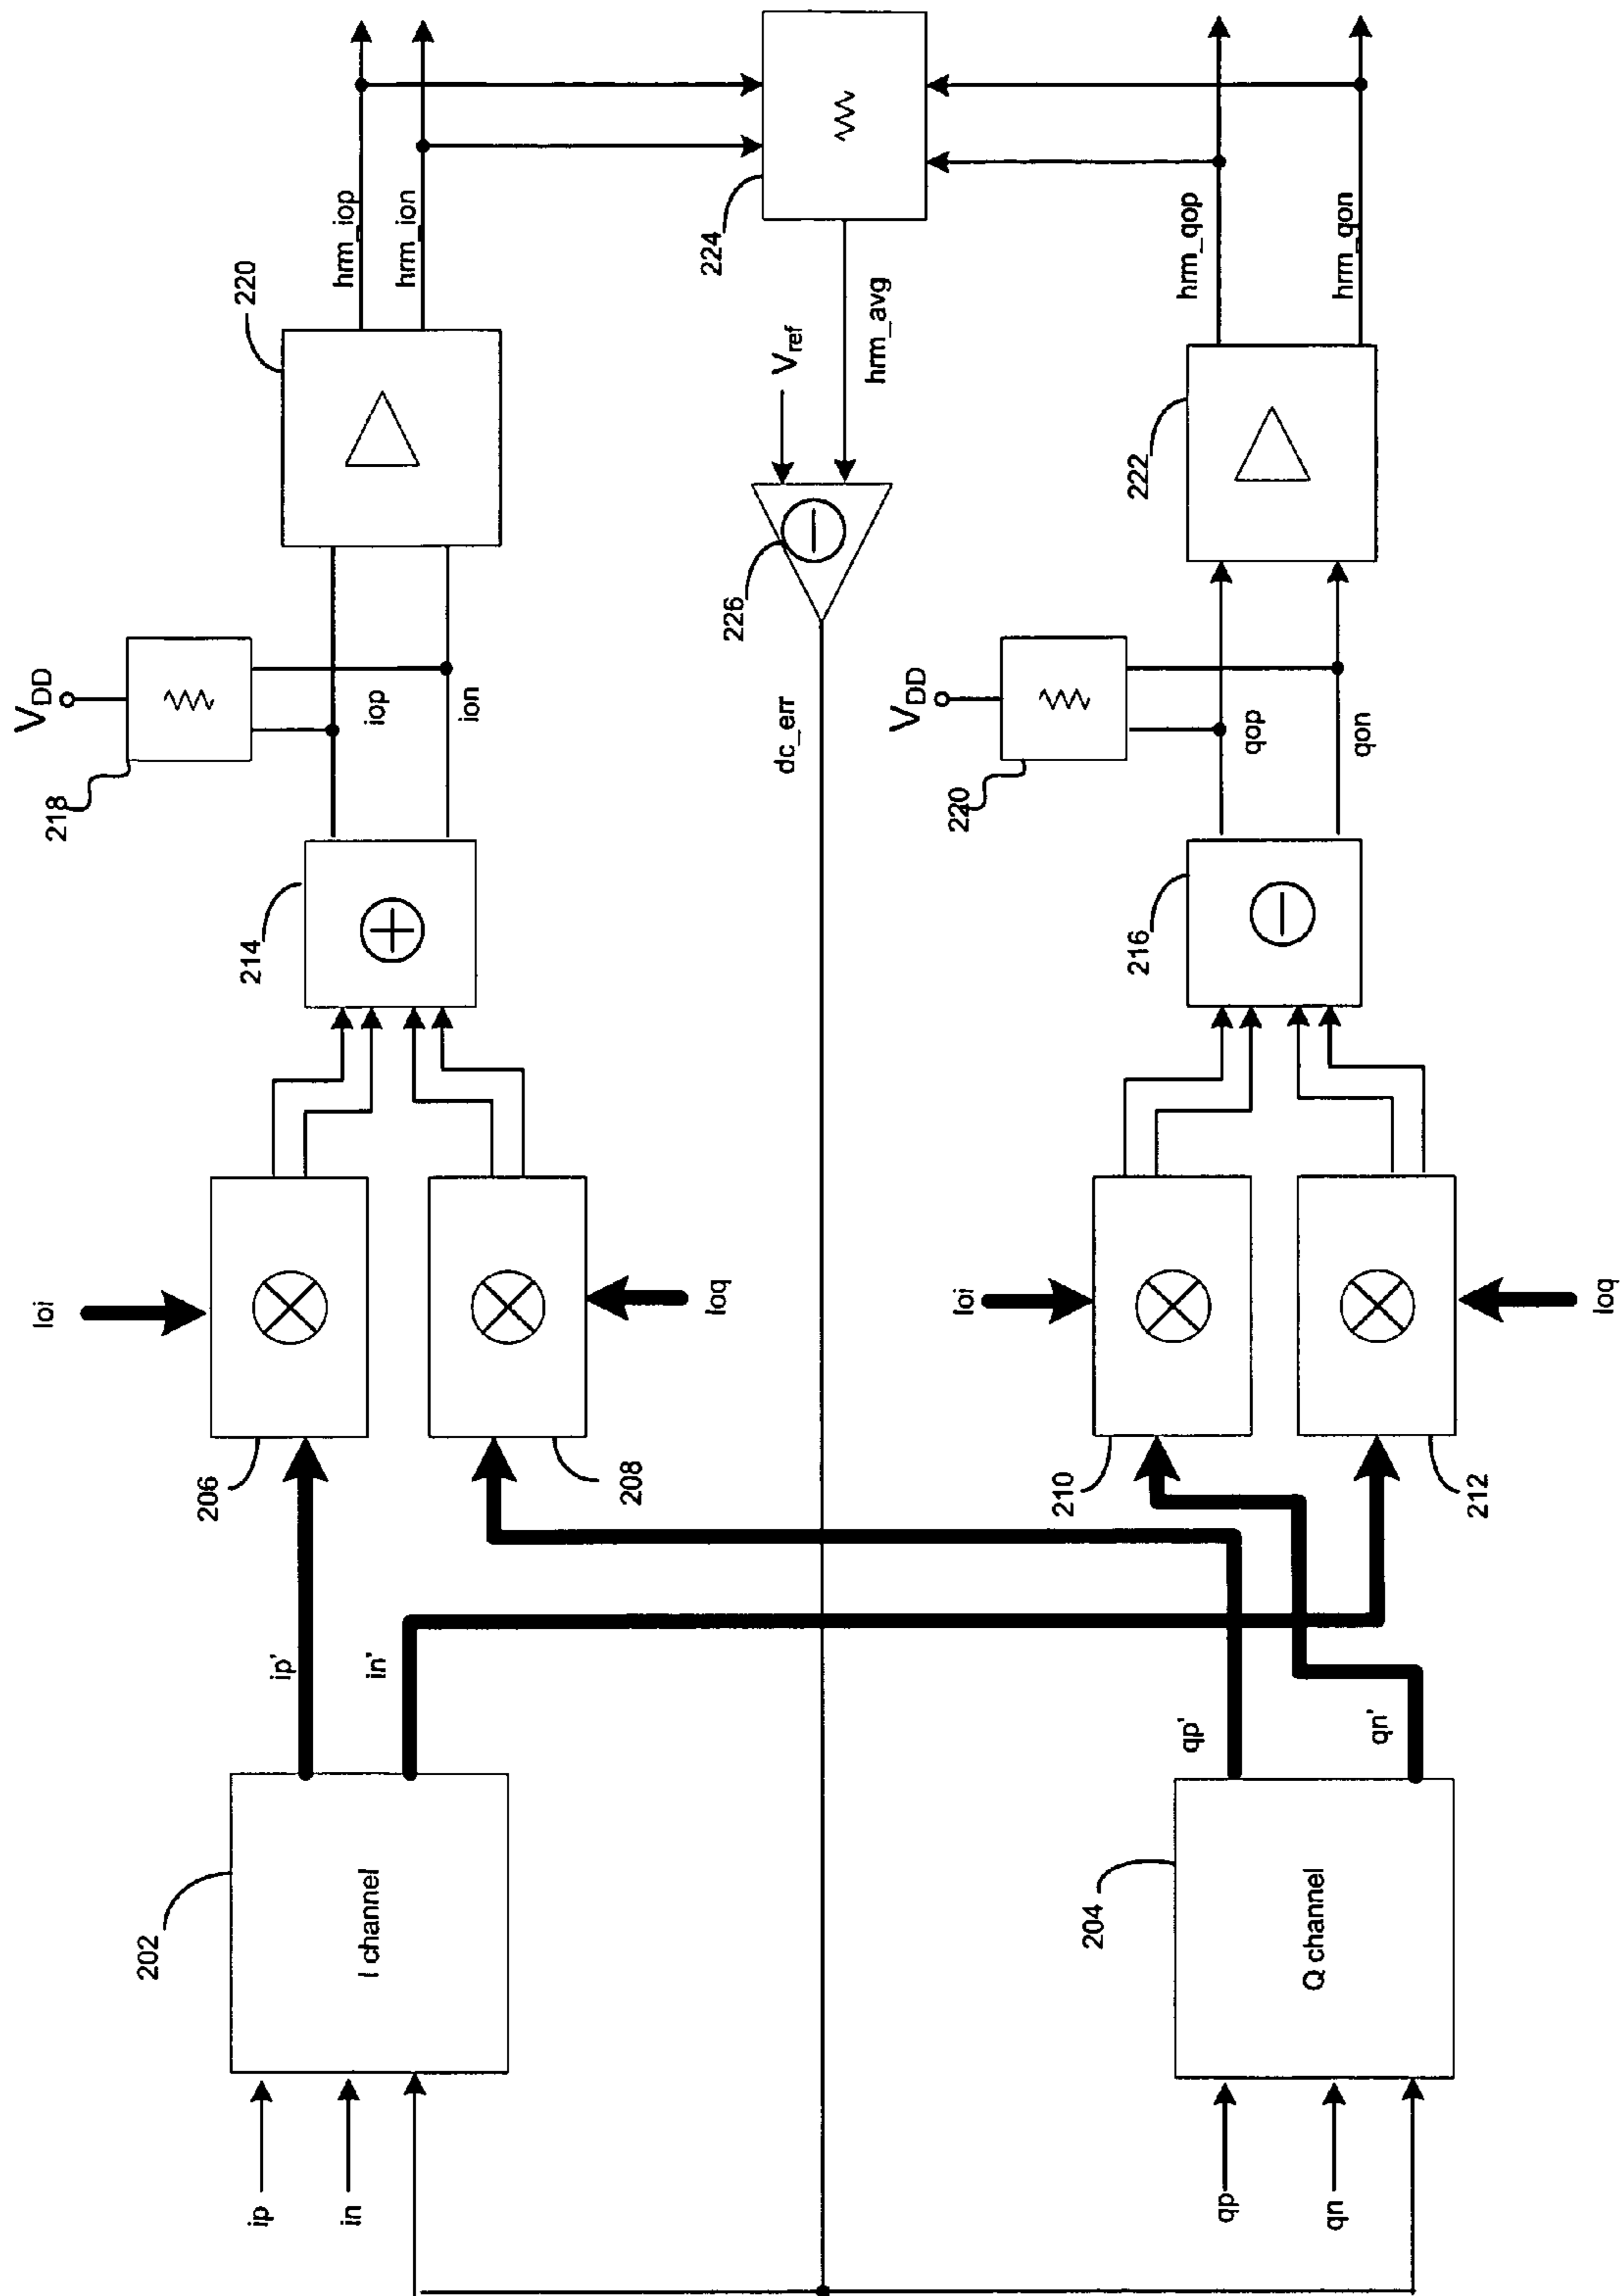 ip
in
202
I channel
ip'
in'
206
loi
208
loq
214
218
VDD
iop
ion
220
hrm_iop
hrm_ion
dc_err
226
Vref
hrm_avg
224
qp
qn
204
Q channel
qp'
qn'
210
loi
212
loq
216
220
VDD
qop
qon
222
hrm_qop
hrm_qon